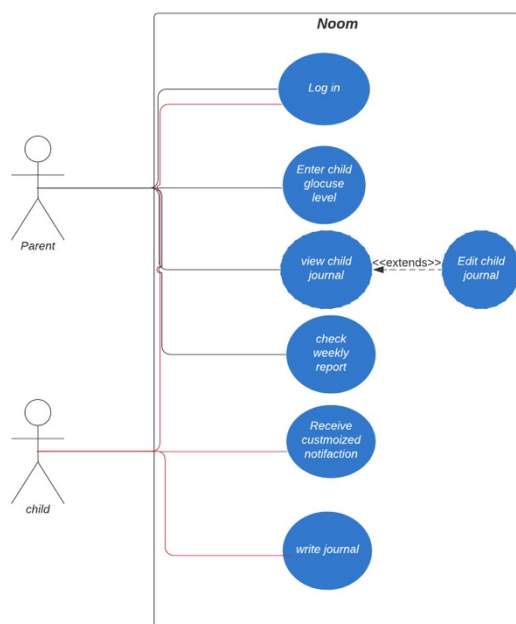 Noom
Log in
Enter child
glocuse
level
Parent
view child
journal
<<extends>>
Edit child
journal
check
weekly
report
Receive
custmoized
notifaction
child
write journal